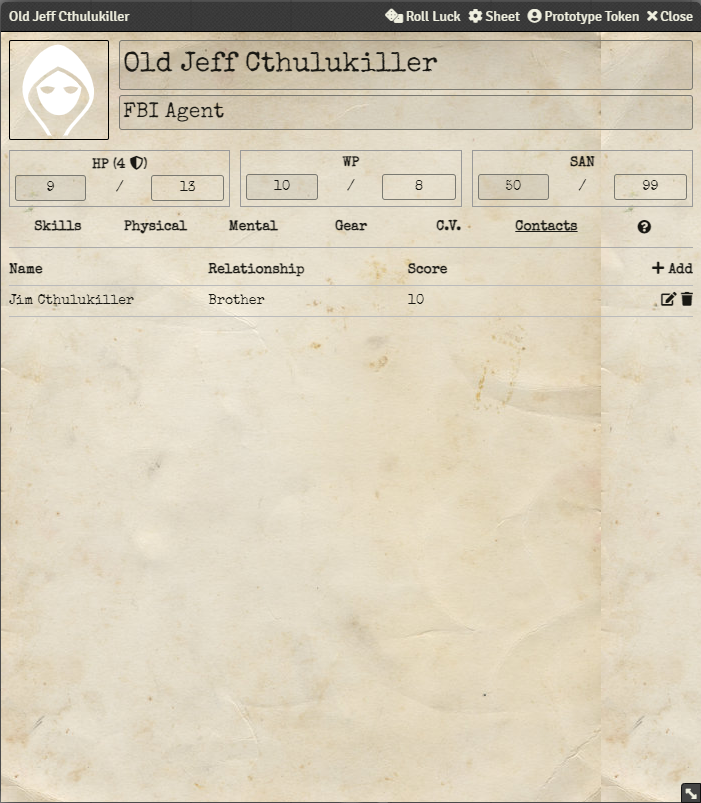 Old Jeff Cthulukiller Roll Luck Sheet Prototype Token Close
Old Jeff Cthulukiller
FBI Agent
HP (4 ) WP SAN
9 / 13 10 / 8 50 / 99
Skills Physical Mental Gear C.V. Contacts ?
Name Relationship Score + Add
Jim Cthulukiller Brother 10